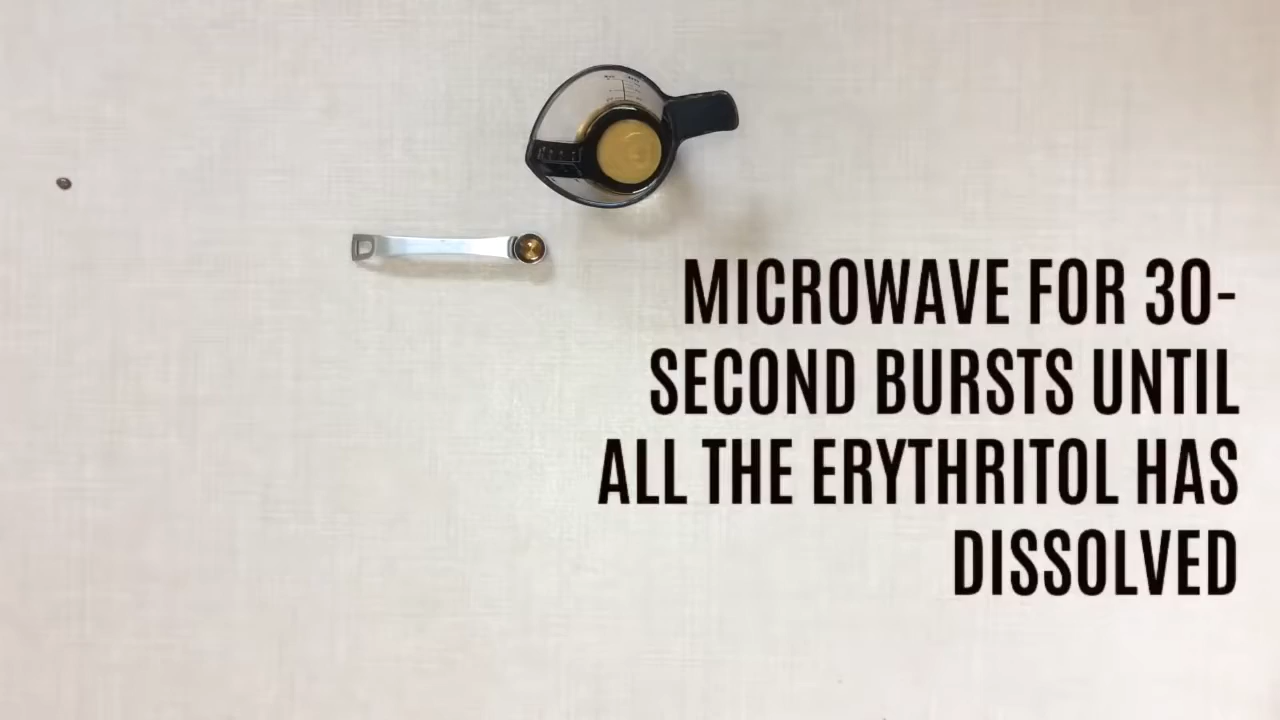 MICROWAVE FOR 30-
SECOND BURSTS UNTIL
ALL THE ERYTHRITOL HAS
DISSOLVED